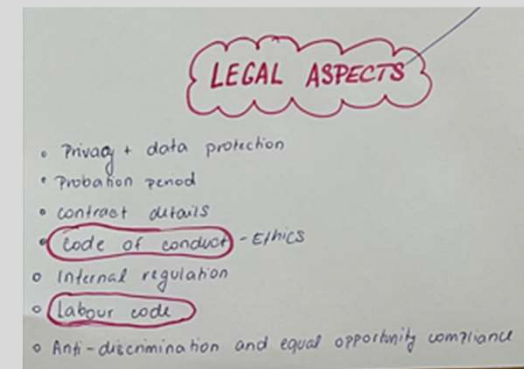 LEGAL ASPECTS
• Privacy + data protection
• Probation period
• contract details
• Code of conduct - Ethics
• Internal regulation
• Labour code
• Anti-discrimination and equal opportunity compliance